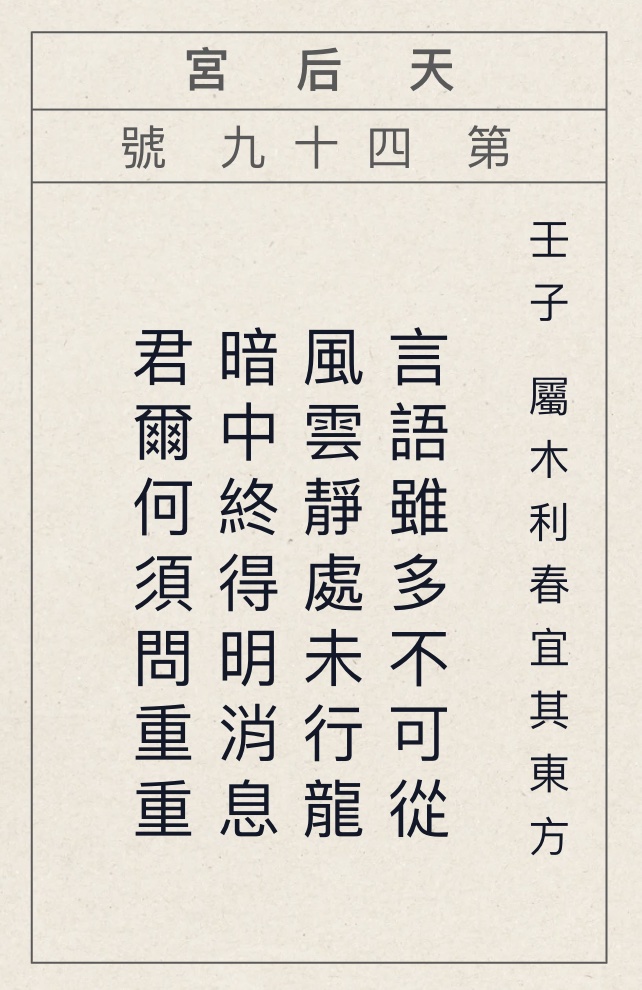 天后宮
第四十九號
壬子 屬木利春宜其東方
言語雖多不可從
風雲靜處未行龍
暗中終得明消息
君爾何須問重重